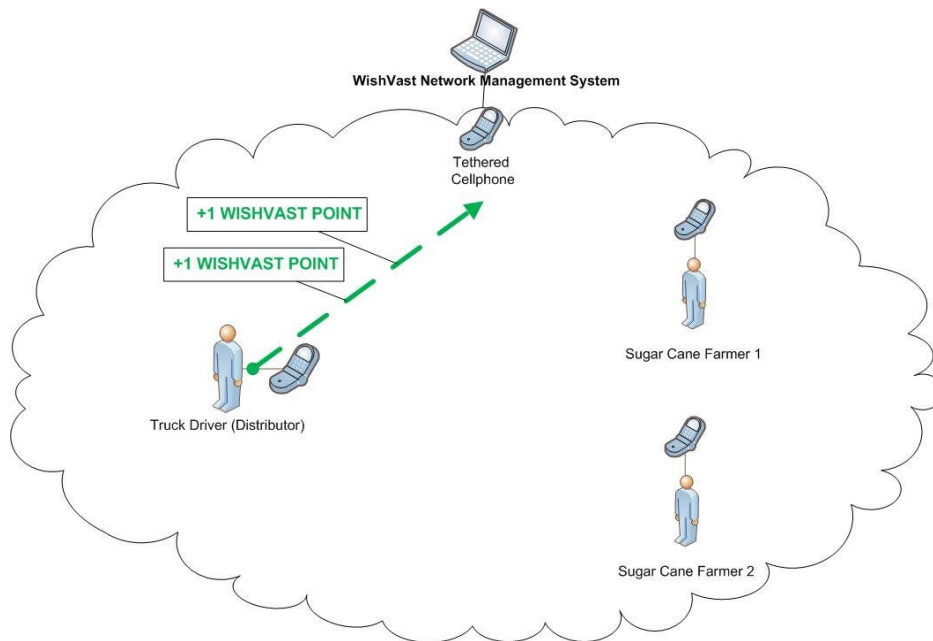 WishVast Network Management System
Tethered
Cellphone
+1 WISHVAST POINT
+1 WISHVAST POINT
Sugar Cane Farmer 1
Truck Driver (Distributor)
Sugar Cane Farmer 2